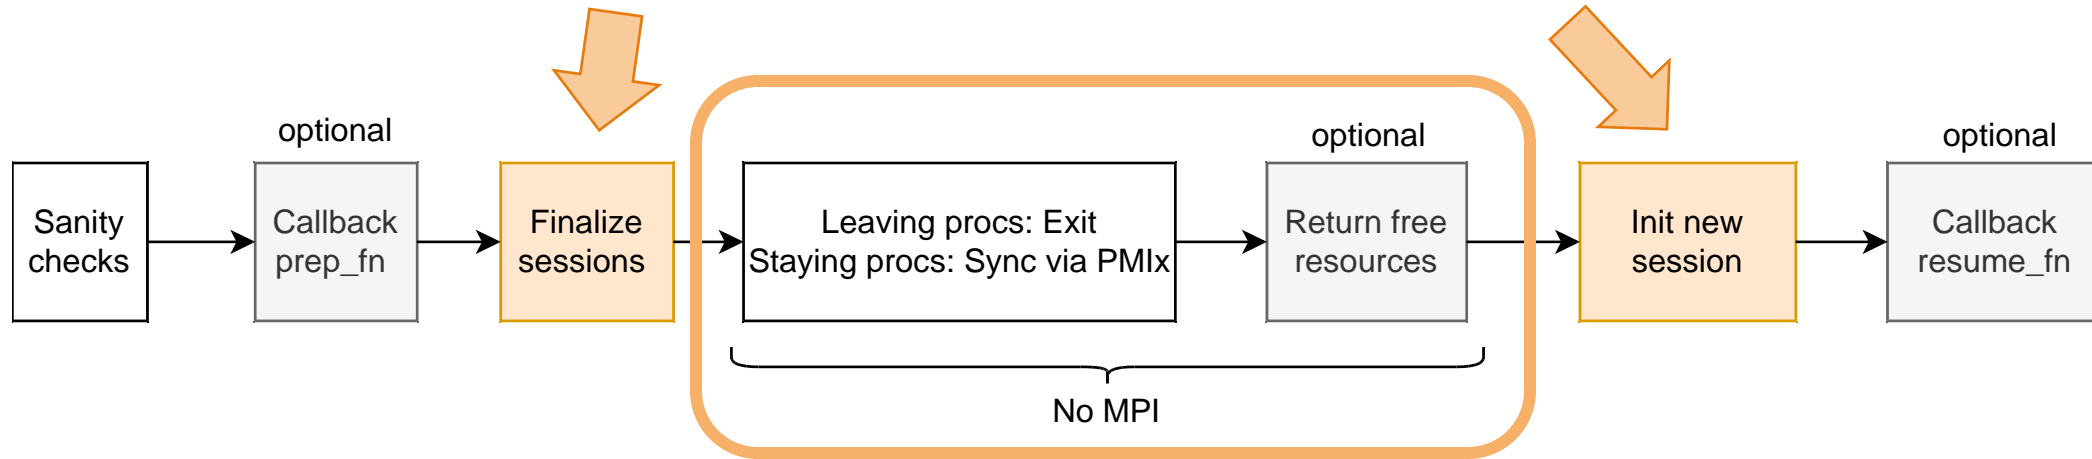 optional
optional
optional
Sanity
checks
Callback
prep_fn
Finalize
sessions
Leaving procs: Exit
Staying procs: Sync via PMIx
Return free
resources
Init new
session
Callback
resume_fn
No MPI